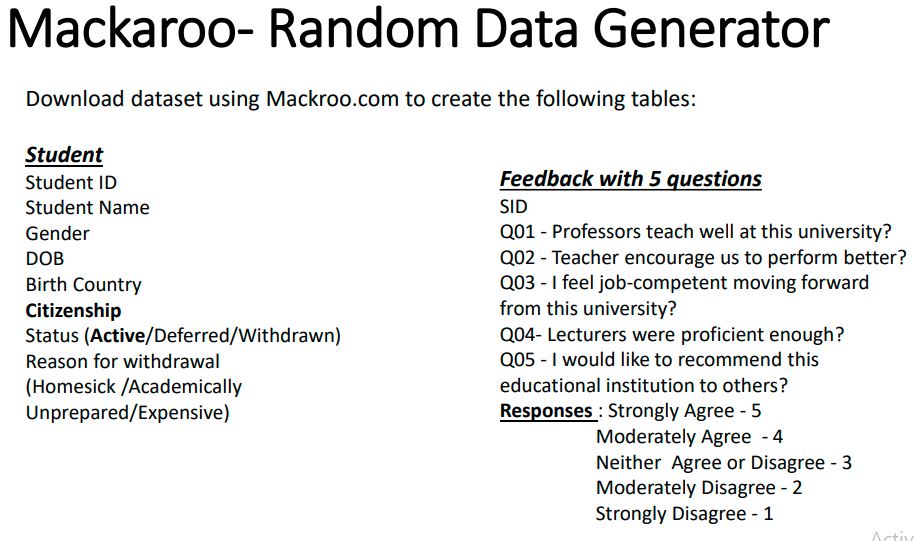 Mackaroo- Random Data Generator
Download dataset using Mackroo.com to create the following tables:
Student
Student ID
Student Name
Gender
DOB
Birth Country
Citizenship
Status (Active/Deferred/Withdrawn)
Reason for withdrawal
(Homesick /Academically
Unprepared/Expensive)
Feedback with 5 questions
SID
Q01 - Professors teach well at this university?
Q02 - Teacher encourage us to perform better?
Q03 - I feel job-competent moving forward
from this university?
Q04- Lecturers were proficient enough?
Q05 - I would like to recommend this
educational institution to others?
Responses : Strongly Agree - 5
Moderately Agree - 4
Neither Agree or Disagree - 3
Moderately Disagree - 2
Strongly Disagree - 1